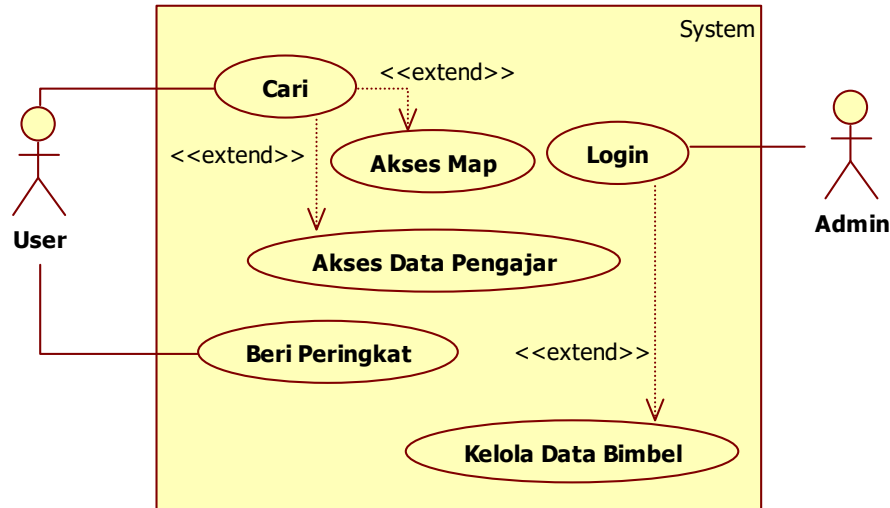 System
Cari
<<extend>>
<<extend>>
Akses Map
Login
User
Admin
Akses Data Pengajar
Beri Peringkat
<<extend>>
Kelola Data Bimbel